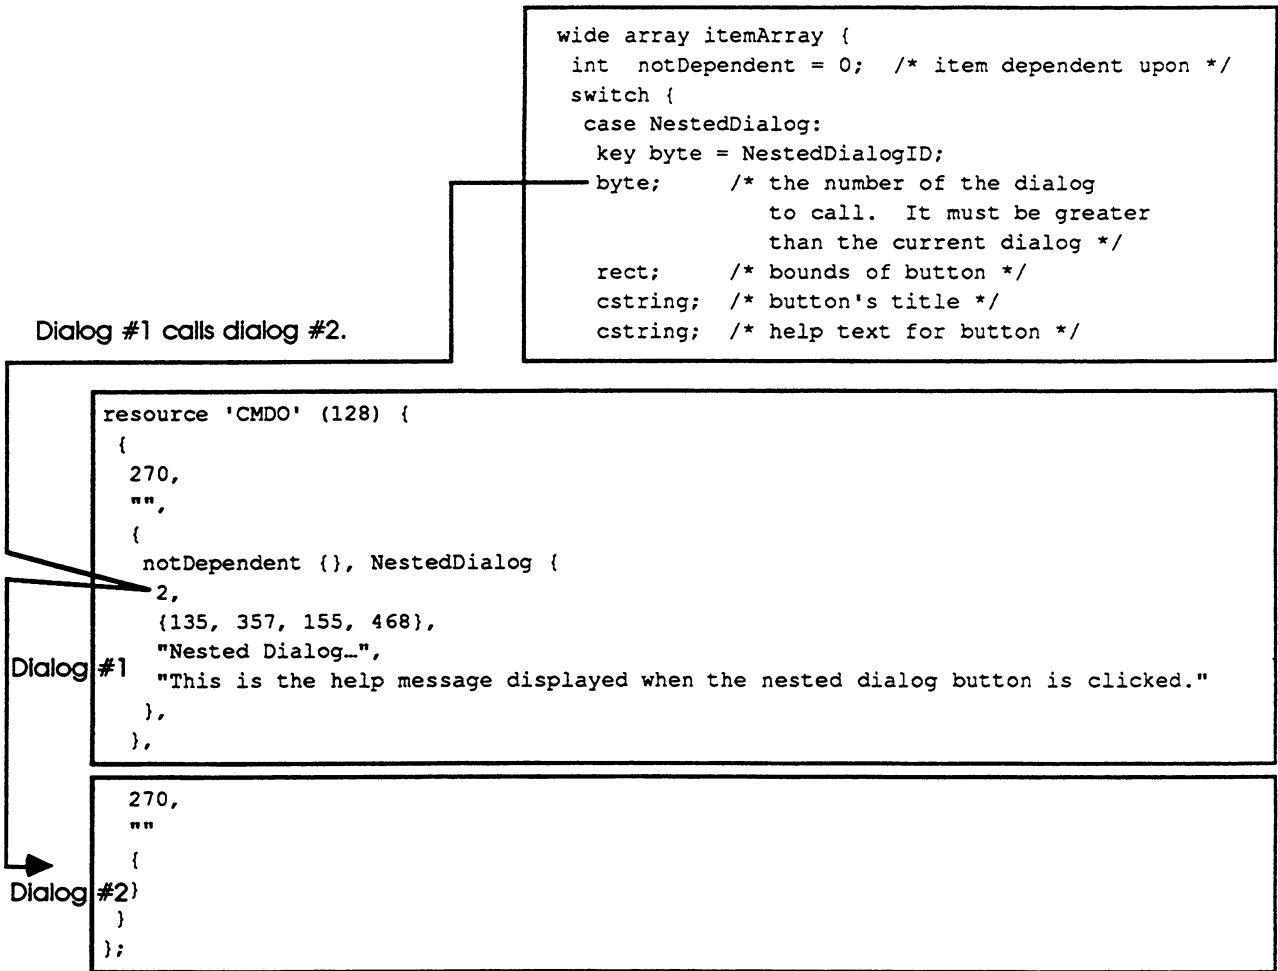 wide array itemArray {
int notDependent = 0; /* item dependent upon */
switch {
case NestedDialog:
key byte = NestedDialogID;
byte; /* the number of the dialog
to call. It must be greater
than the current dialog */
rect; /* bounds of button */
cstring; /* button's title */
cstring; /* help text for button */
Dialog #1 calls dialog #2.
resource 'CMDO' (128) {
{
270,
"",
{
notDependent {}, NestedDialog {
2,
{135, 357, 155, 468},
"Nested Dialog…",
Dialog #1
"This is the help message displayed when the nested dialog button is clicked."
},
},
270,
""
{
Dialog #2
}
}
};